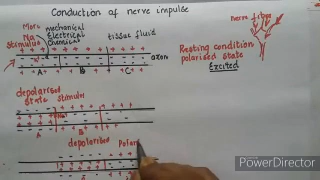 Conduction of nerve impulse
More Na
mechanical
Electrical
Chemical
Stimulus
tissue fluid
nerve fibre
+ + + + + + + + +
axon
A B C
Resting condition
polarised state
Excited
depolarised
state
stimulus
A B
depolarised Polari
PowerDirector